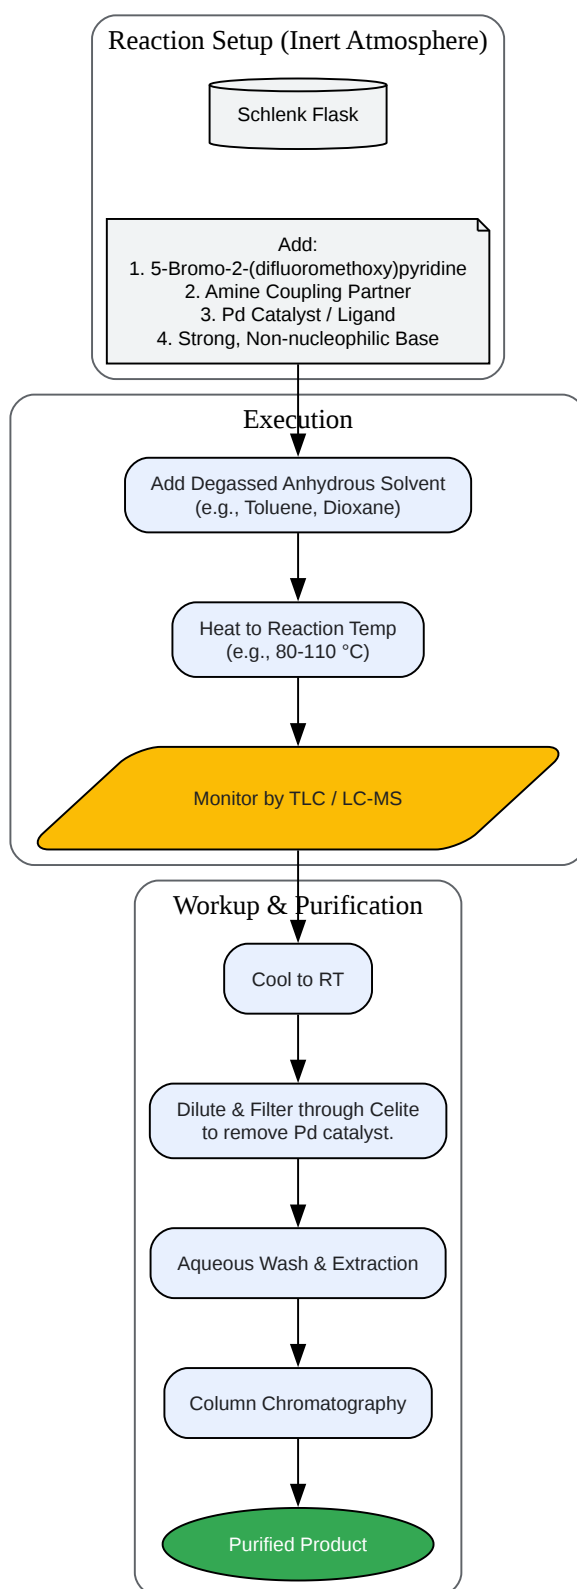 Reaction Setup (Inert Atmosphere)
Schlenk Flask
Add:
1. 5-Bromo-2-(difluoromethoxy)pyridine
2. Amine Coupling Partner
3. Pd Catalyst / Ligand
4. Strong, Non-nucleophilic Base
Execution
Add Degassed Anhydrous Solvent
(e.g., Toluene, Dioxane)
Heat to Reaction Temp
(e.g., 80-110 °C)
Monitor by TLC / LC-MS
Workup & Purification
Cool to RT
Dilute & Filter through Celite
to remove Pd catalyst.
Aqueous Wash & Extraction
Column Chromatography
Purified Product